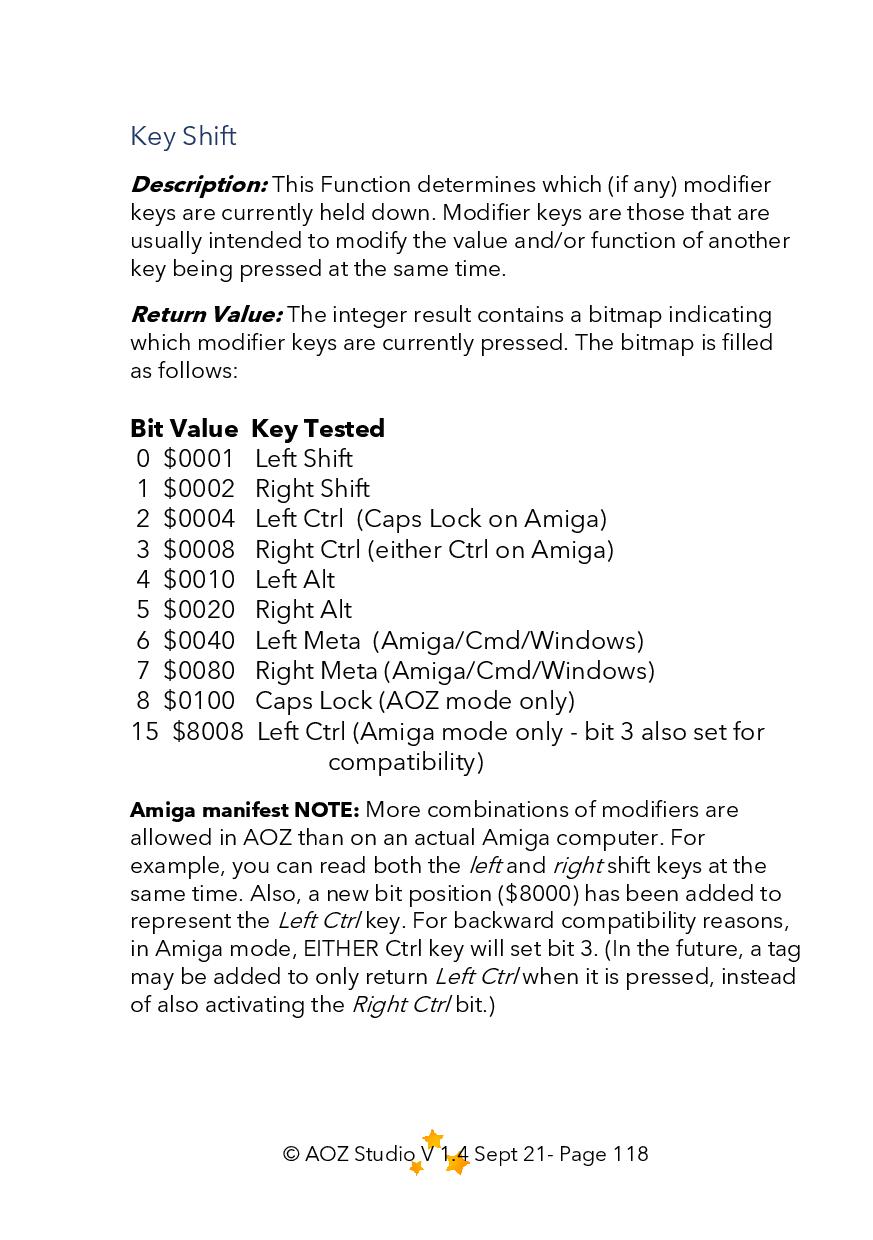 Key Shift
Description: This Function determines which (if any) modifier
keys are currently held down. Modifier keys are those that are
usually intended to modify the value and/or function of another
key being pressed at the same time.
Return Value: The integer result contains a bitmap indicating
which modifier keys are currently pressed. The bitmap is filled
as follows:
Bit Value Key Tested
0 $0001 Left Shift
1 $0002 Right Shift
2 $0004 Left Ctrl (Caps Lock on Amiga)
3 $0008 Right Ctrl (either Ctrl on Amiga)
4 $0010 Left Alt
5 $0020 Right Alt
6 $0040 Left Meta (Amiga/Cmd/Windows)
7 $0080 Right Meta (Amiga/Cmd/Windows)
8 $0100 Caps Lock (AOZ mode only)
15 $8008 Left Ctrl (Amiga mode only - bit 3 also set for
compatibility)
Amiga manifest NOTE: More combinations of modifiers are
allowed in AOZ than on an actual Amiga computer. For
example, you can read both the left and right shift keys at the
same time. Also, a new bit position ($8000) has been added to
represent the Left Ctrl key. For backward compatibility reasons,
in Amiga mode, EITHER Ctrl key will set bit 3. (In the future, a tag
may be added to only return Left Ctrl when it is pressed, instead
of also activating the Right Ctrl bit.)
© AOZ Studio V 1.4 Sept 21- Page 118